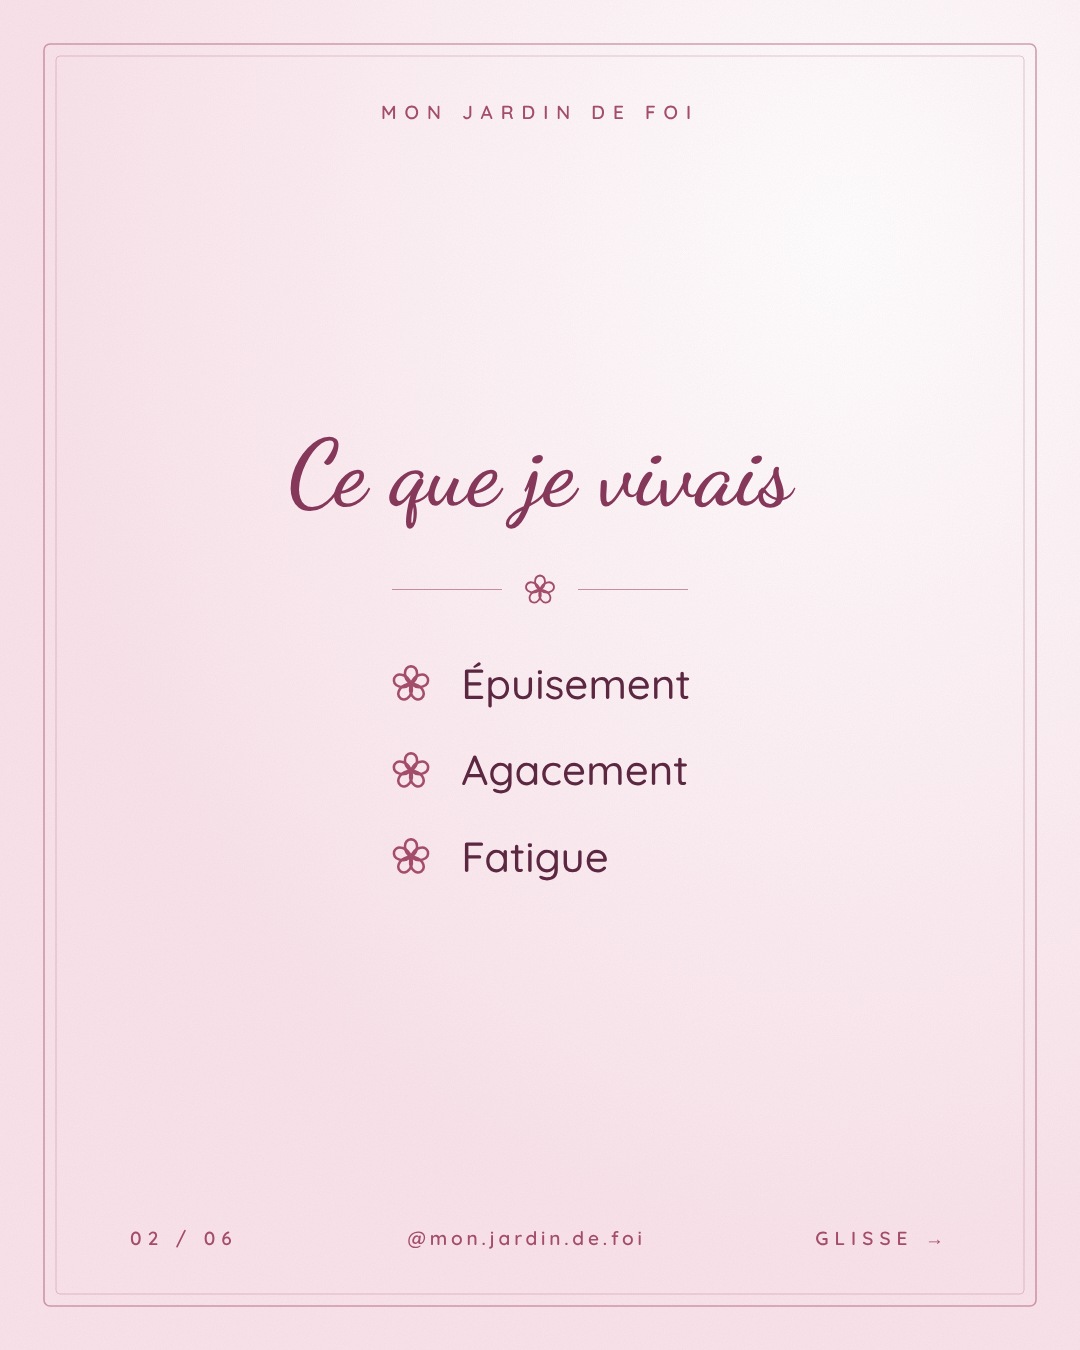 MON JARDIN DE FOI
Ce que je vivais
Épuisement
Agacement
Fatigue
02 / 06
@mon.jardin.de.foi
GLISSE →